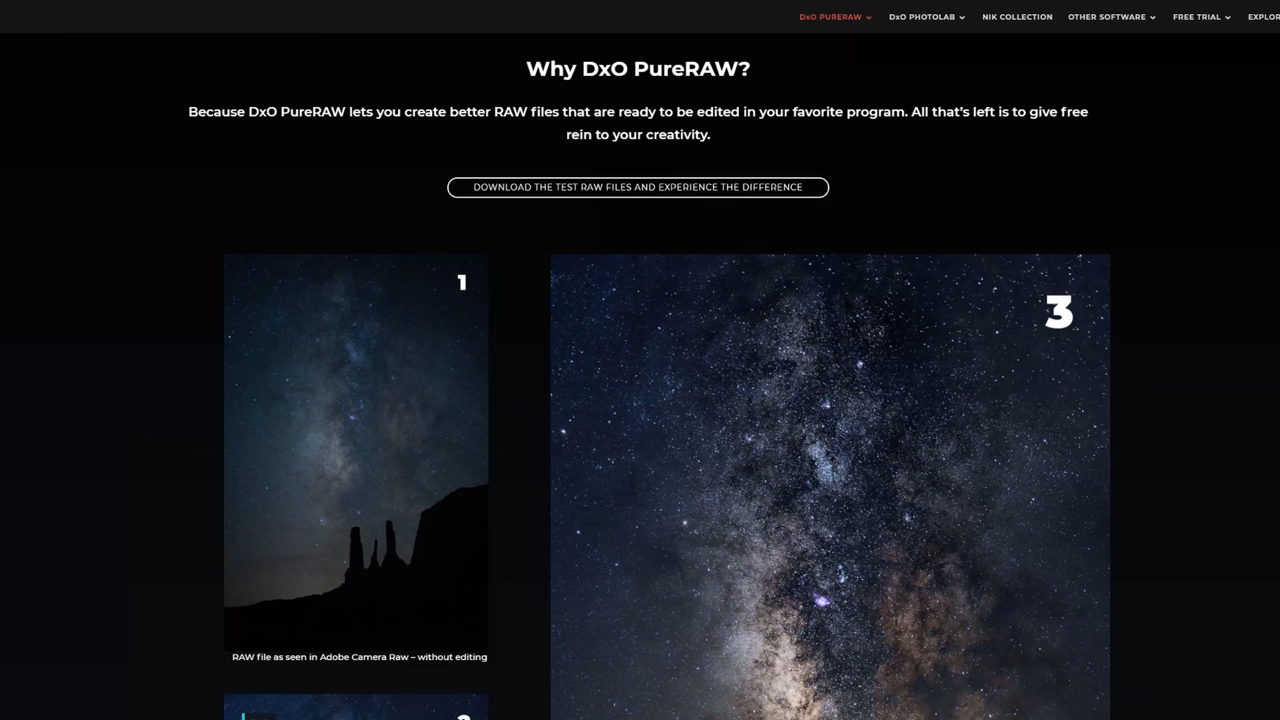 DxO PURERAW DxO PHOTOLAB NIK COLLECTION OTHER SOFTWARE FREE TRIAL
Why DxO PureRAW?
Because DxO PureRAW lets you create better RAW files that are ready to be edited in your favorite program. All that's left is to give free
rein to your creativity.
DOWNLOAD THE TEST RAW FILES AND EXPERIENCE THE DIFFERENCE
1
3
RAW file as seen in Adobe Camera Raw – without editing